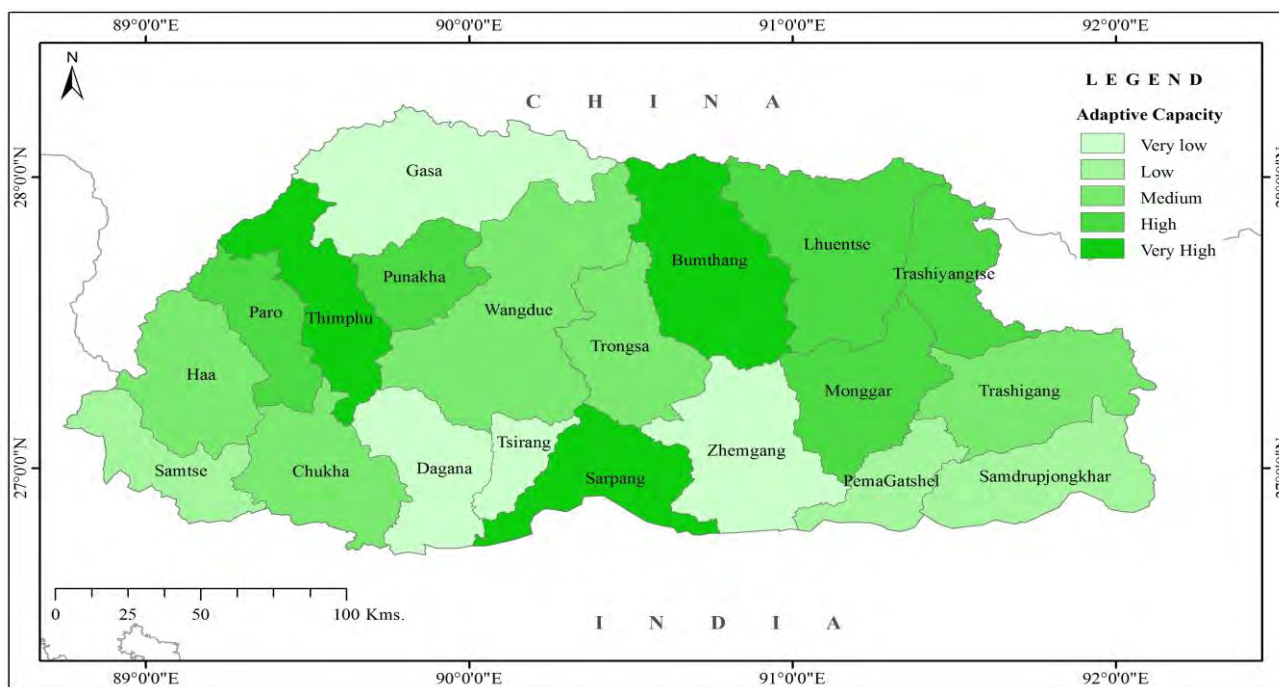 89°0'0"E 90°0'0"E 91°0'0"E 92°0'0"E
N
C H I N A
LEGEND
Adaptive Capacity
Very low
Low
Medium
High
Very High
28°0'0"N
Gasa
Punakha
Bumthang
Lhuentse
Trashiyangtse
Paro
Thimphu
Wangdue
Trongsa
Haa
Monggar
Trashigang
Tsirang
Zhemgang
Samtse
Chukha
Dagana
Sarpang
PemaGatshel
Samdrupjongkhar
27°0'0"N
0 25 50 100 Kms.
I N D I A
89°0'0"E 90°0'0"E 91°0'0"E 92°0'0"E